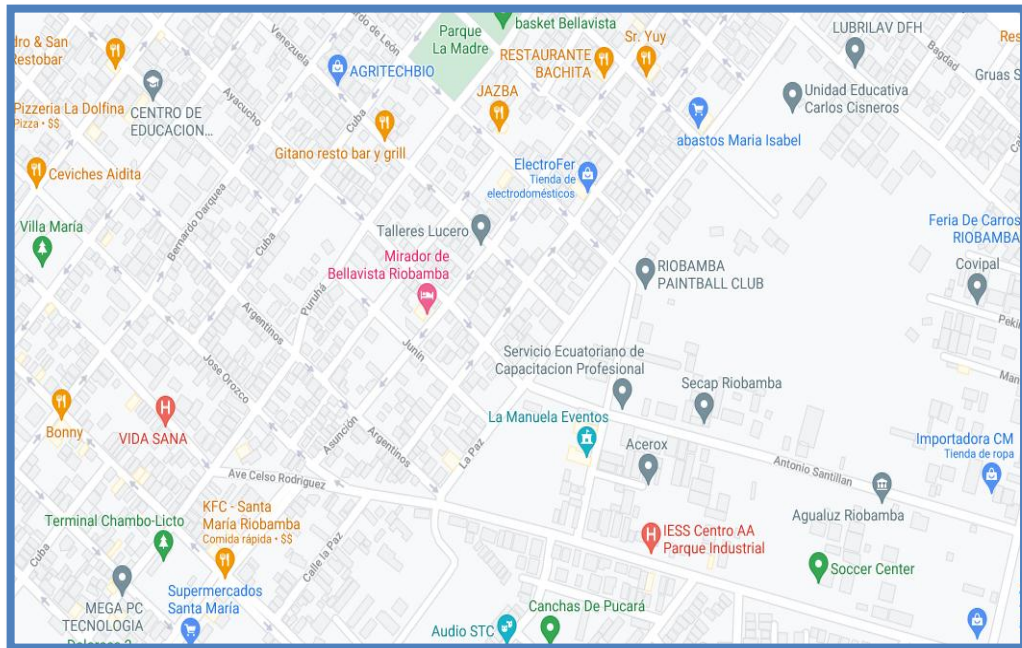 basket Bellavista
Parque
La Madre
do de León
Venezuela
RESTAURANTE
BACHITA
Sr. Yuy
LUBRILAV DFH
Bagdad
Gruas S
Res
dro & San
Restobar
AGRITECHBIO
JAZBA
Unidad Educativa
Carlos Cisneros
Pizzeria La Dolfina
Pizza • $$
CENTRO DE
EDUCACION...
Ayacucho
Cuba
abastos Maria Isabel
Gitano resto bar y grill
Ceviches Aidita
ElectroFer
Tienda de
electrodomésticos
Bernardo Darquea
Villa María
Cuba
Talleres Lucero
Feria De Carros
RIOBAMBA
Mirador de
Bellavista Riobamba
RIOBAMBA
PAINTBALL CLUB
Covipal
Puruhá
Argentinos
Peki
Junín
Servicio Ecuatoriano de
Capacitacion Profesional
Man
Jose Orozco
Secap Riobamba
Bonny
VIDA SANA
La Manuela Eventos
Asunción
Argentinos
La Paz
Acerox
Importadora CM
Tienda de ropa
Antonio Santillan
Ave Celso Rodriguez
Agualuz Riobamba
KFC - Santa
María Riobamba
Comida rápida • $$
Terminal Chambo-Licto
Cuba
Calle la Paz
IESS Centro AA
Parque Industrial
Soccer Center
MEGA PC
TECNOLOGIA
Supermercados
Santa María
Canchas De Pucará
Audio STC